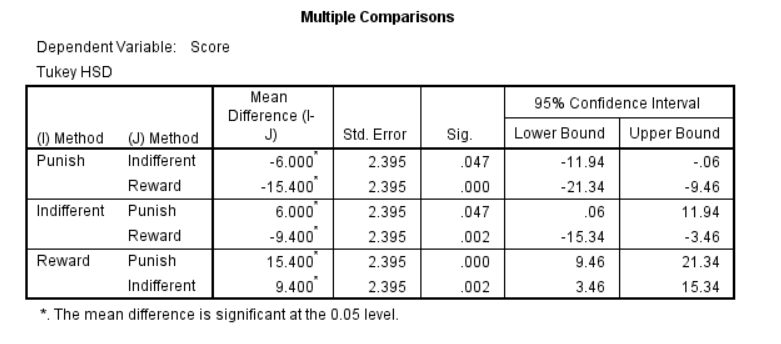 Multiple Comparisons
Dependent Variable: Score
Tukey HSD
(I) Method (J) Method Mean Difference (I-J) Std. Error Sig. 95% Confidence Interval
Lower Bound Upper Bound
Punish Indifferent -6.000* 2.395 .047 -11.94 -.06
Reward -15.400* 2.395 .000 -21.34 -9.46
Indifferent Punish 6.000* 2.395 .047 .06 11.94
Reward -9.400* 2.395 .002 -15.34 -3.46
Reward Punish 15.400* 2.395 .000 9.46 21.34
Indifferent 9.400* 2.395 .002 3.46 15.34
*. The mean difference is significant at the 0.05 level.